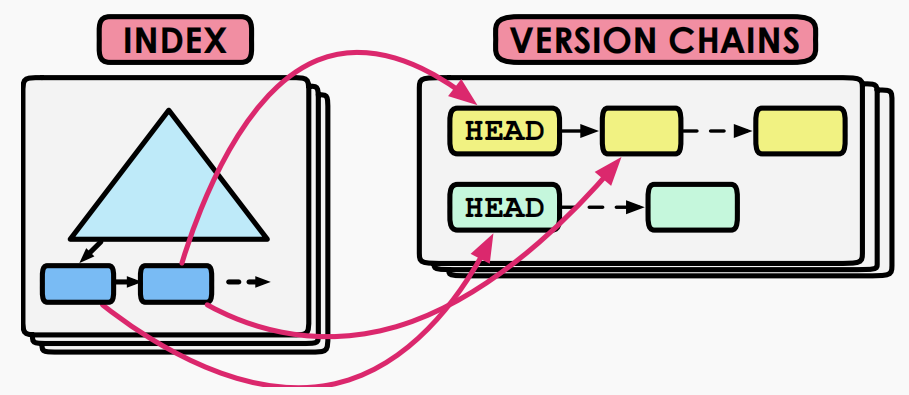 INDEX
VERSION CHAINS
HEAD
HEAD